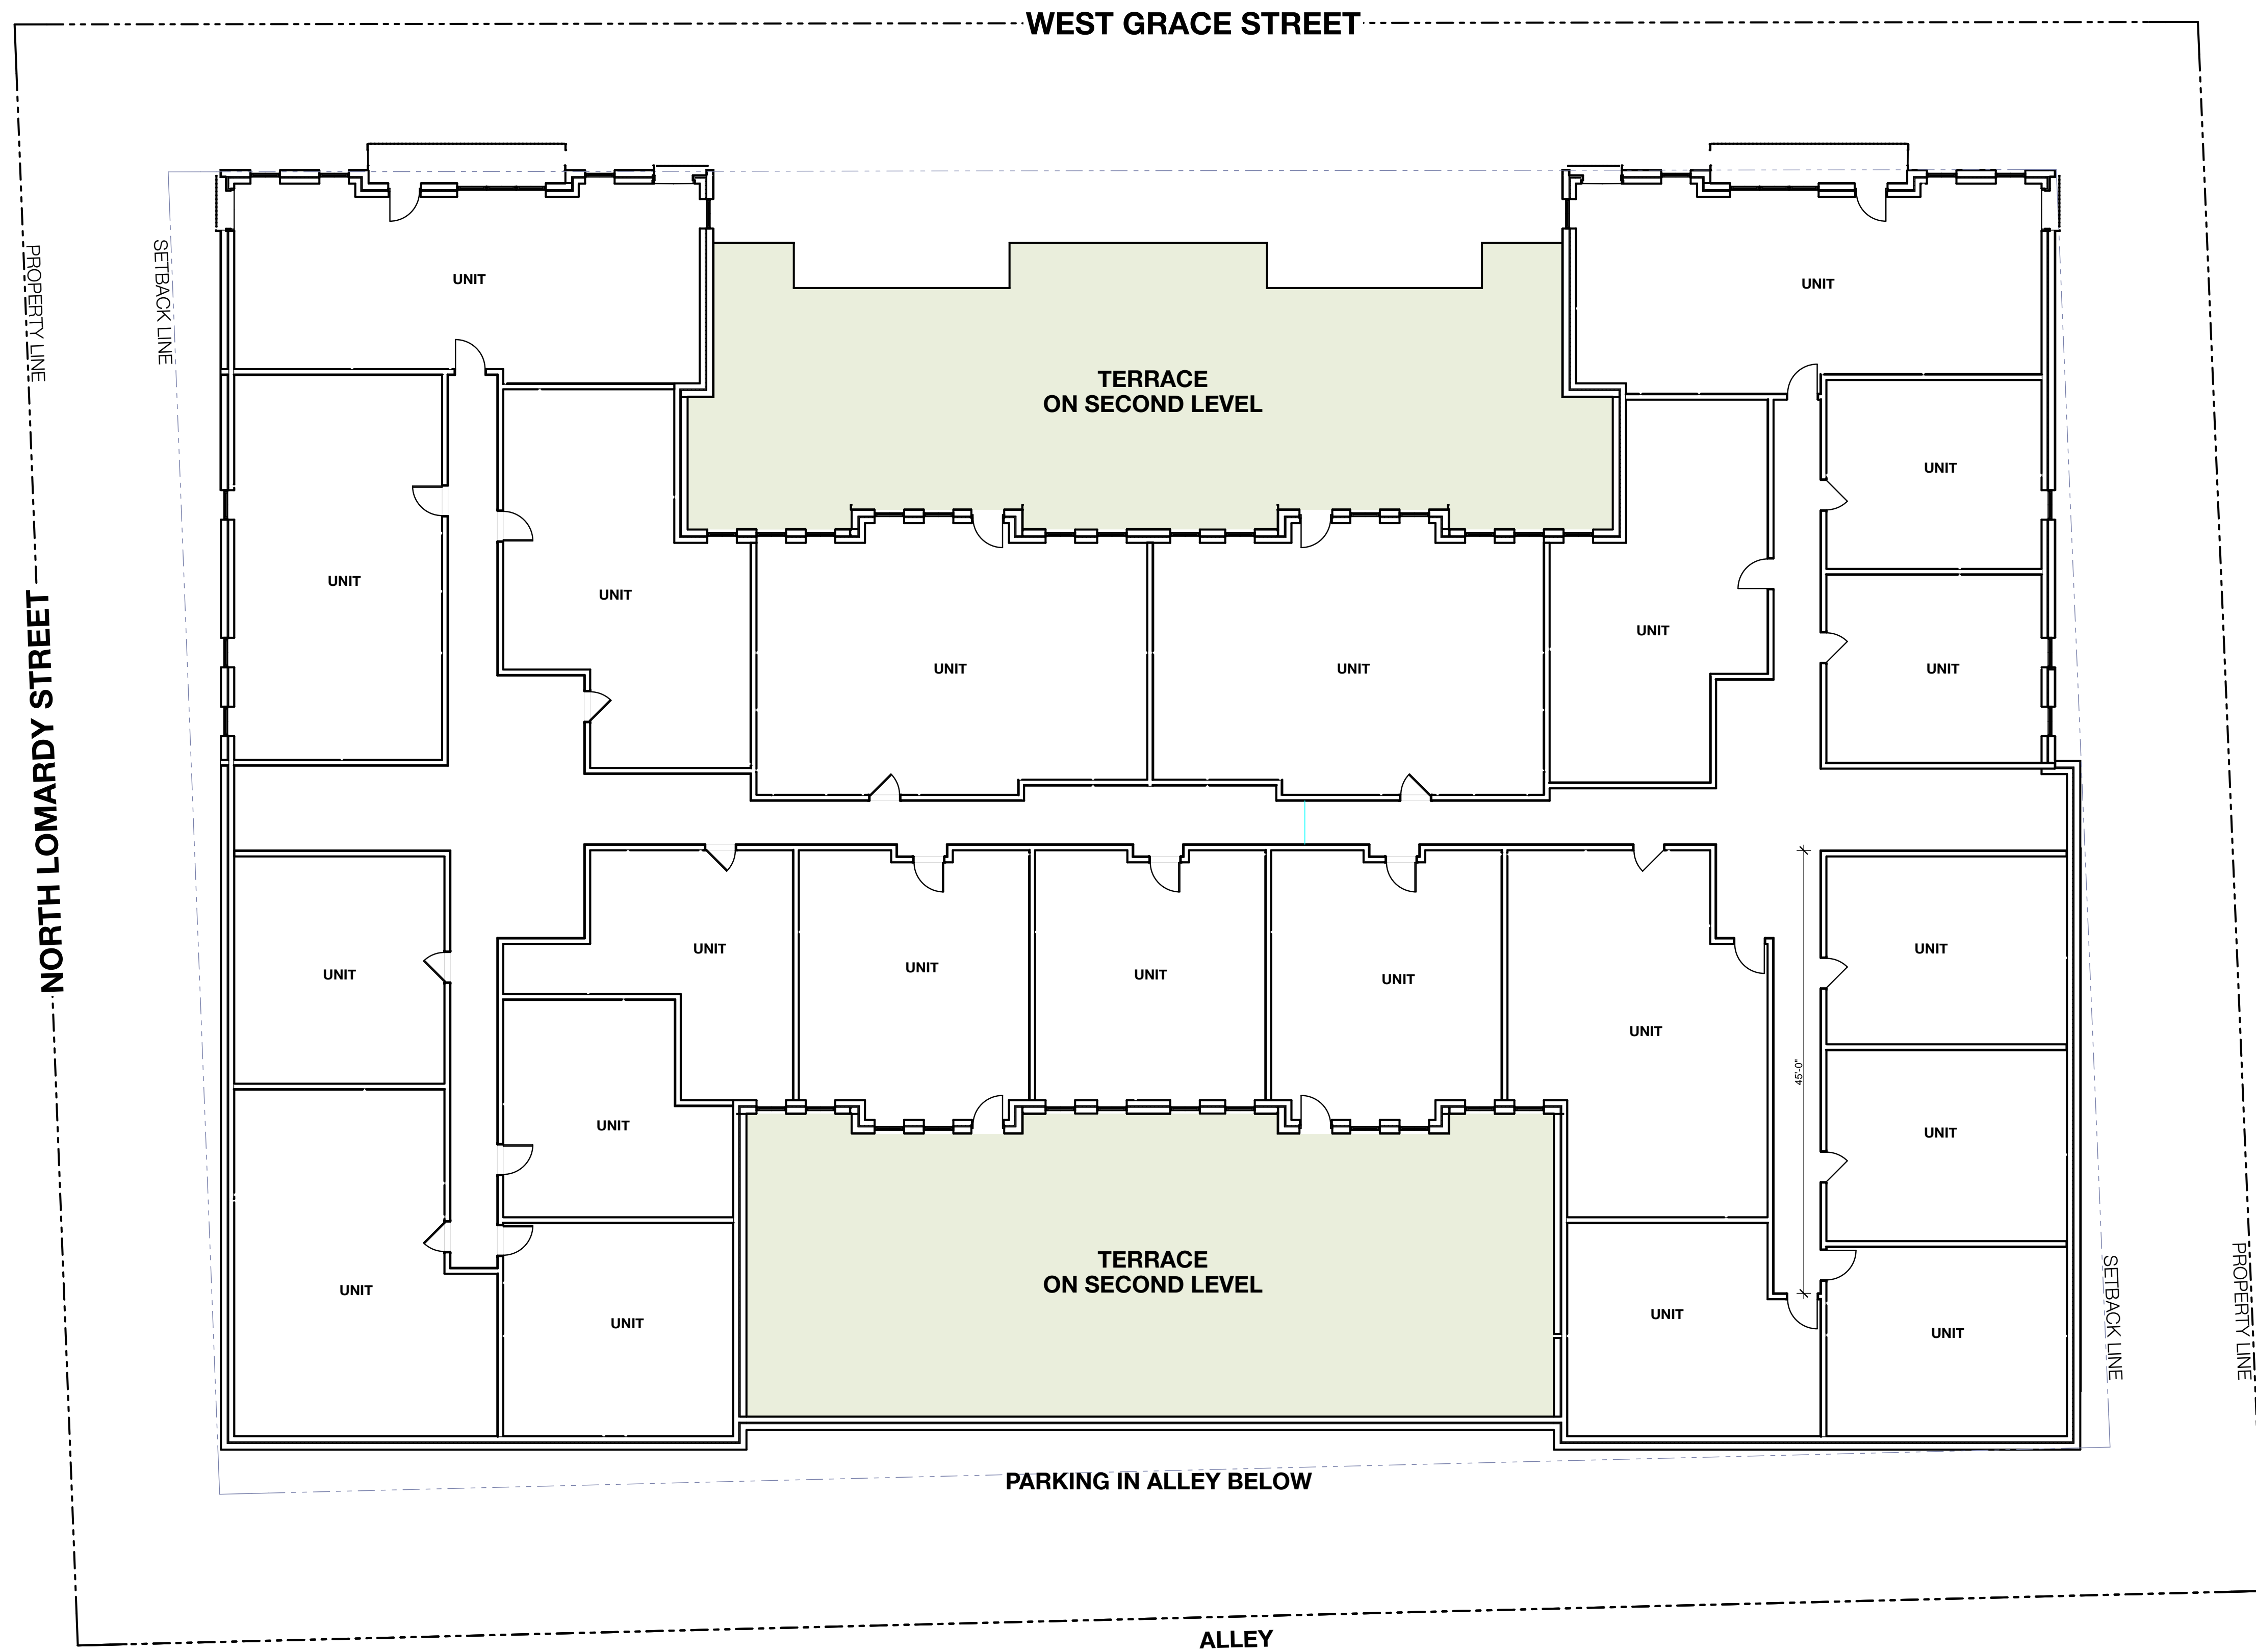 WEST GRACE STREET
PROPERTY LINE
SETBACK LINE
UNIT
UNIT
TERRACE
ON SECOND LEVEL
UNIT
UNIT
UNIT
UNIT
UNIT
UNIT
UNIT
UNIT
NORTH LOMARDY STREET
UNIT
UNIT
UNIT
UNIT
UNIT
UNIT
UNIT
45'-0"
UNIT
UNIT
TERRACE
ON SECOND LEVEL
UNIT
UNIT
UNIT
UNIT
SETBACK LINE
PROPERTY LINE
PARKING IN ALLEY BELOW
ALLEY